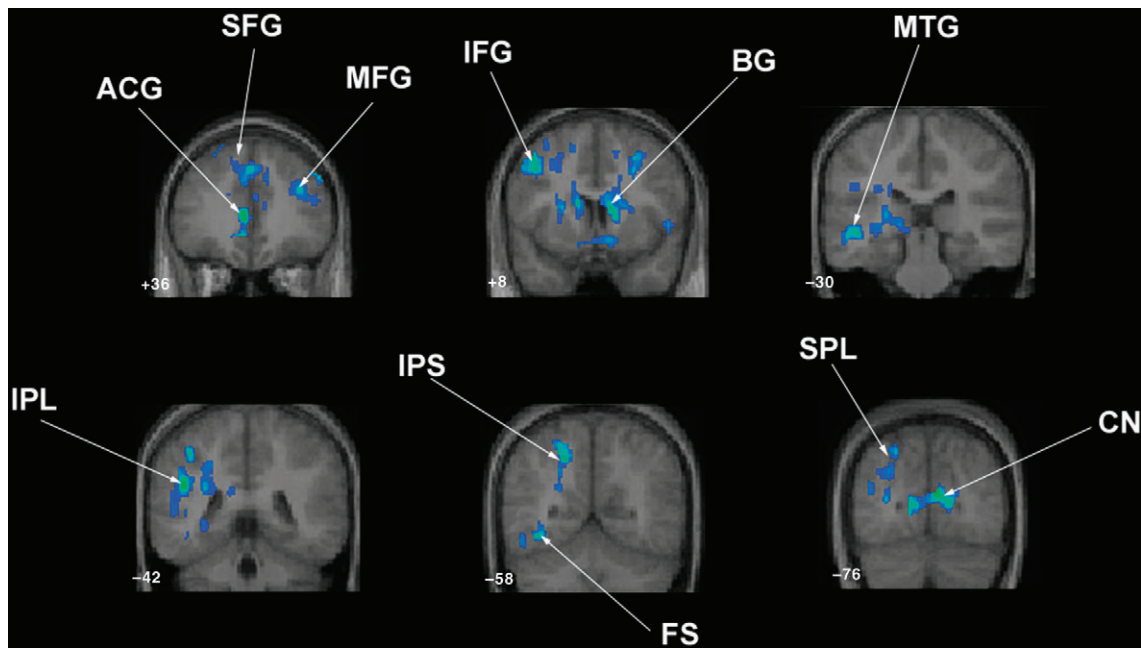 SFG
ACG
MFG
IFG
BG
MTG
+36
+8
−30
IPL
IPS
SPL
CN
−42
−58
−76
FS